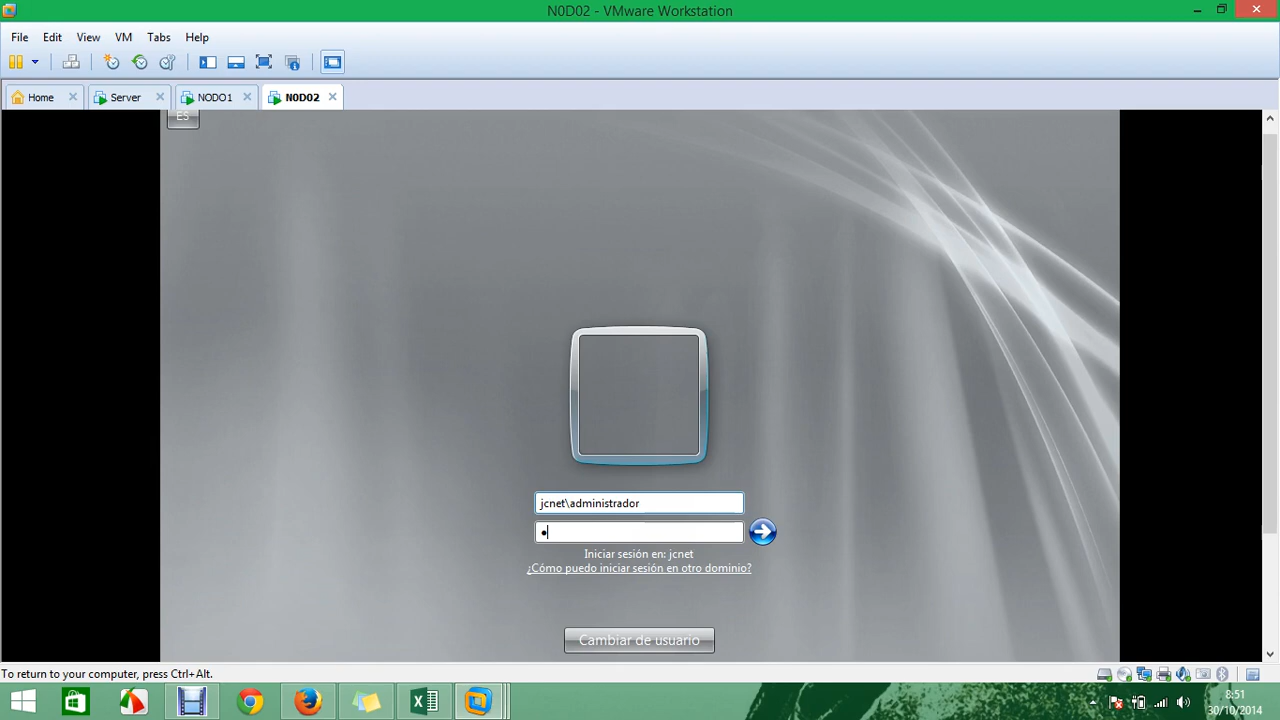 N0D02 - VMware Workstation
File Edit View VM Tabs Help
Home Server NODO1 N0D02
ES
jcnet\administrador
Iniciar sesión en: jcnet
¿Cómo puedo iniciar sesión en otro dominio?
Cambiar de usuario
To return to your computer, press Ctrl+Alt.
8:51
30/10/2014